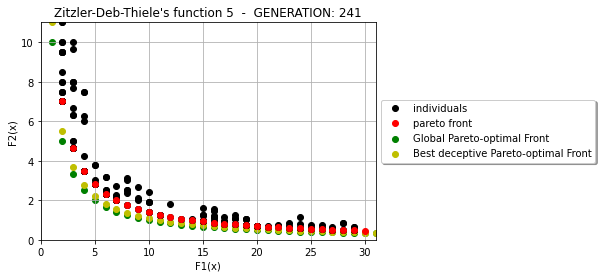 Zitzler-Deb-Thiele's function 5 - GENERATION: 241
F2(x)
10
8
6
4
2
0
0 5 10 15 20 25 30
F1(x)
individuals
pareto front
Global Pareto-optimal Front
Best deceptive Pareto-optimal Front